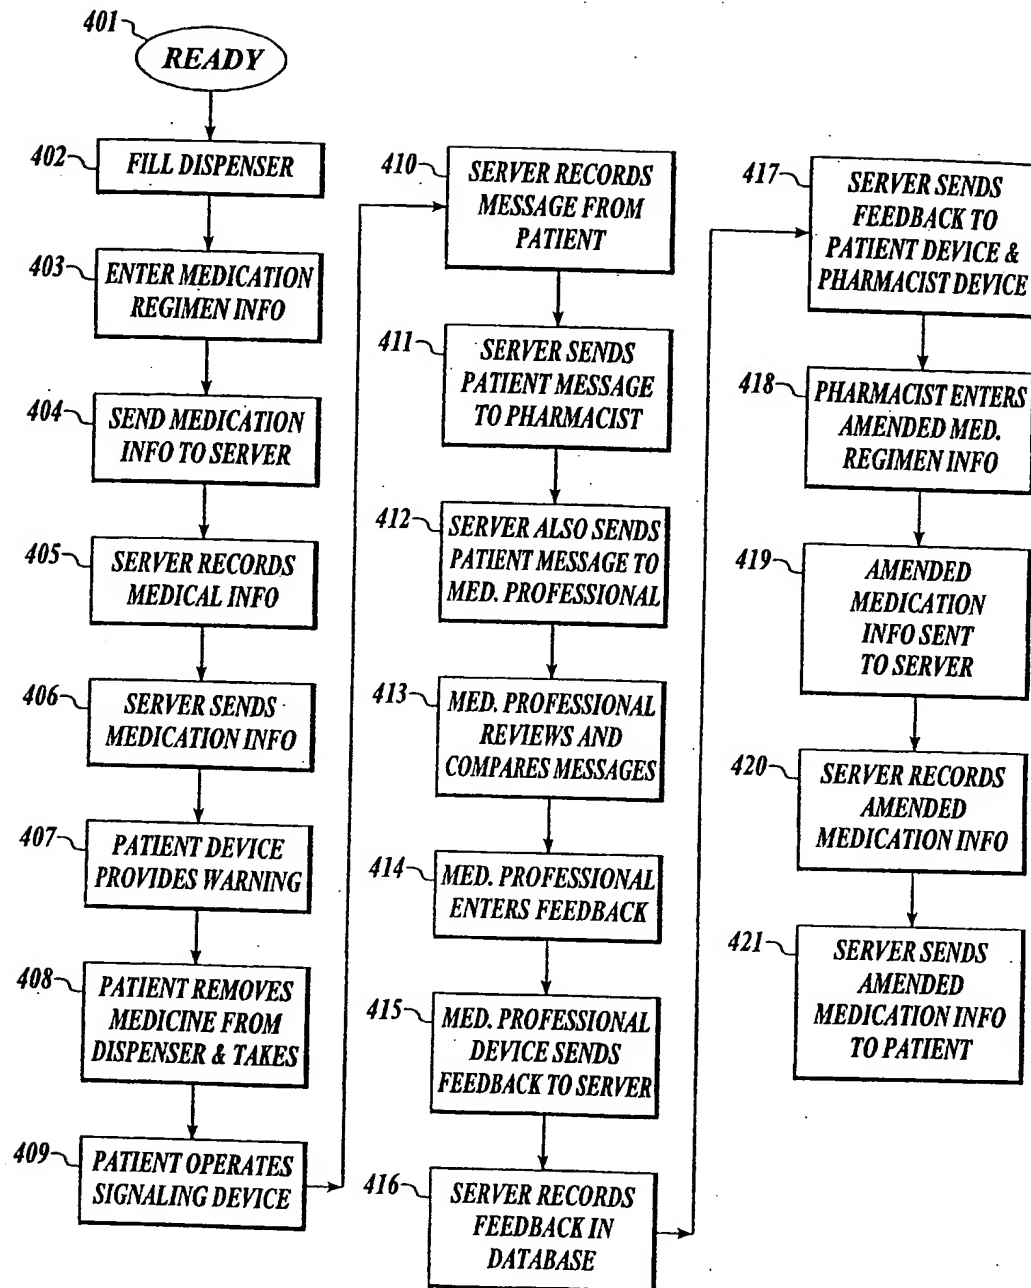 401
READY
402
FILL DISPENSER
403
ENTER MEDICATION
REGIMEN INFO
404
SEND MEDICATION
INFO TO SERVER
405
SERVER RECORDS
MEDICAL INFO
406
SERVER SENDS
MEDICATION INFO
407
PATIENT DEVICE
PROVIDES WARNING
408
PATIENT REMOVES
MEDICINE FROM
DISPENSER & TAKES
409
PATIENT OPERATES
SIGNALING DEVICE
410
SERVER RECORDS
MESSAGE FROM
PATIENT
411
SERVER SENDS
PATIENT MESSAGE
TO PHARMACIST
412
SERVER ALSO SENDS
PATIENT MESSAGE TO
MED. PROFESSIONAL
413
MED. PROFESSIONAL
REVIEWS AND
COMPARES MESSAGES
414
MED. PROFESSIONAL
ENTERS FEEDBACK
415
MED. PROFESSIONAL
DEVICE SENDS
FEEDBACK TO SERVER
416
SERVER RECORDS
FEEDBACK IN
DATABASE
417
SERVER SENDS
FEEDBACK TO
PATIENT DEVICE &
PHARMACIST DEVICE
418
PHARMACIST ENTERS
AMENDED MED.
REGIMEN INFO
419
AMENDED
MEDICATION
INFO SENT
TO SERVER
420
SERVER RECORDS
AMENDED
MEDICATION INFO
421
SERVER SENDS
AMENDED
MEDICATION INFO
TO PATIENT